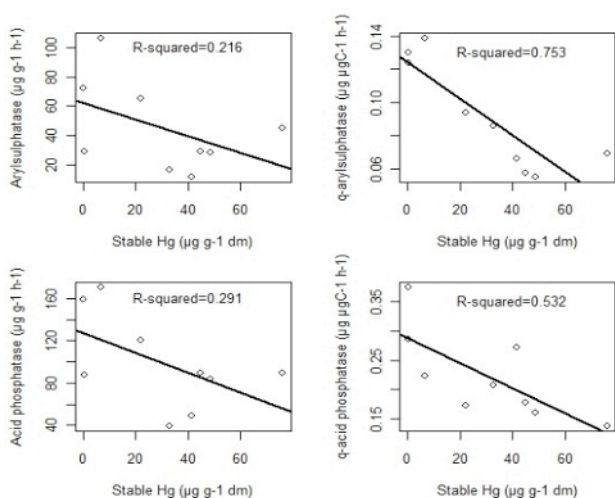 R-squared=0.216
Arylsulphatase (µg g-1 h-1)
20 40 60 80 100
0 20 40 60
Stable Hg (µg g-1 dm)
R-squared=0.753
q-arylsulphatase (µg µgC-1 h-1)
0.06 0.10 0.14
0 20 40 60
Stable Hg (µg g-1 dm)
R-squared=0.291
Acid phosphatase (µg g-1 h-1)
40 80 120 160
0 20 40 60
Stable Hg (µg g-1 dm)
R-squared=0.532
q-acid phosphatase (µg µgC-1 h-1)
0.15 0.25 0.35
0 20 40 60
Stable Hg (µg g-1 dm)